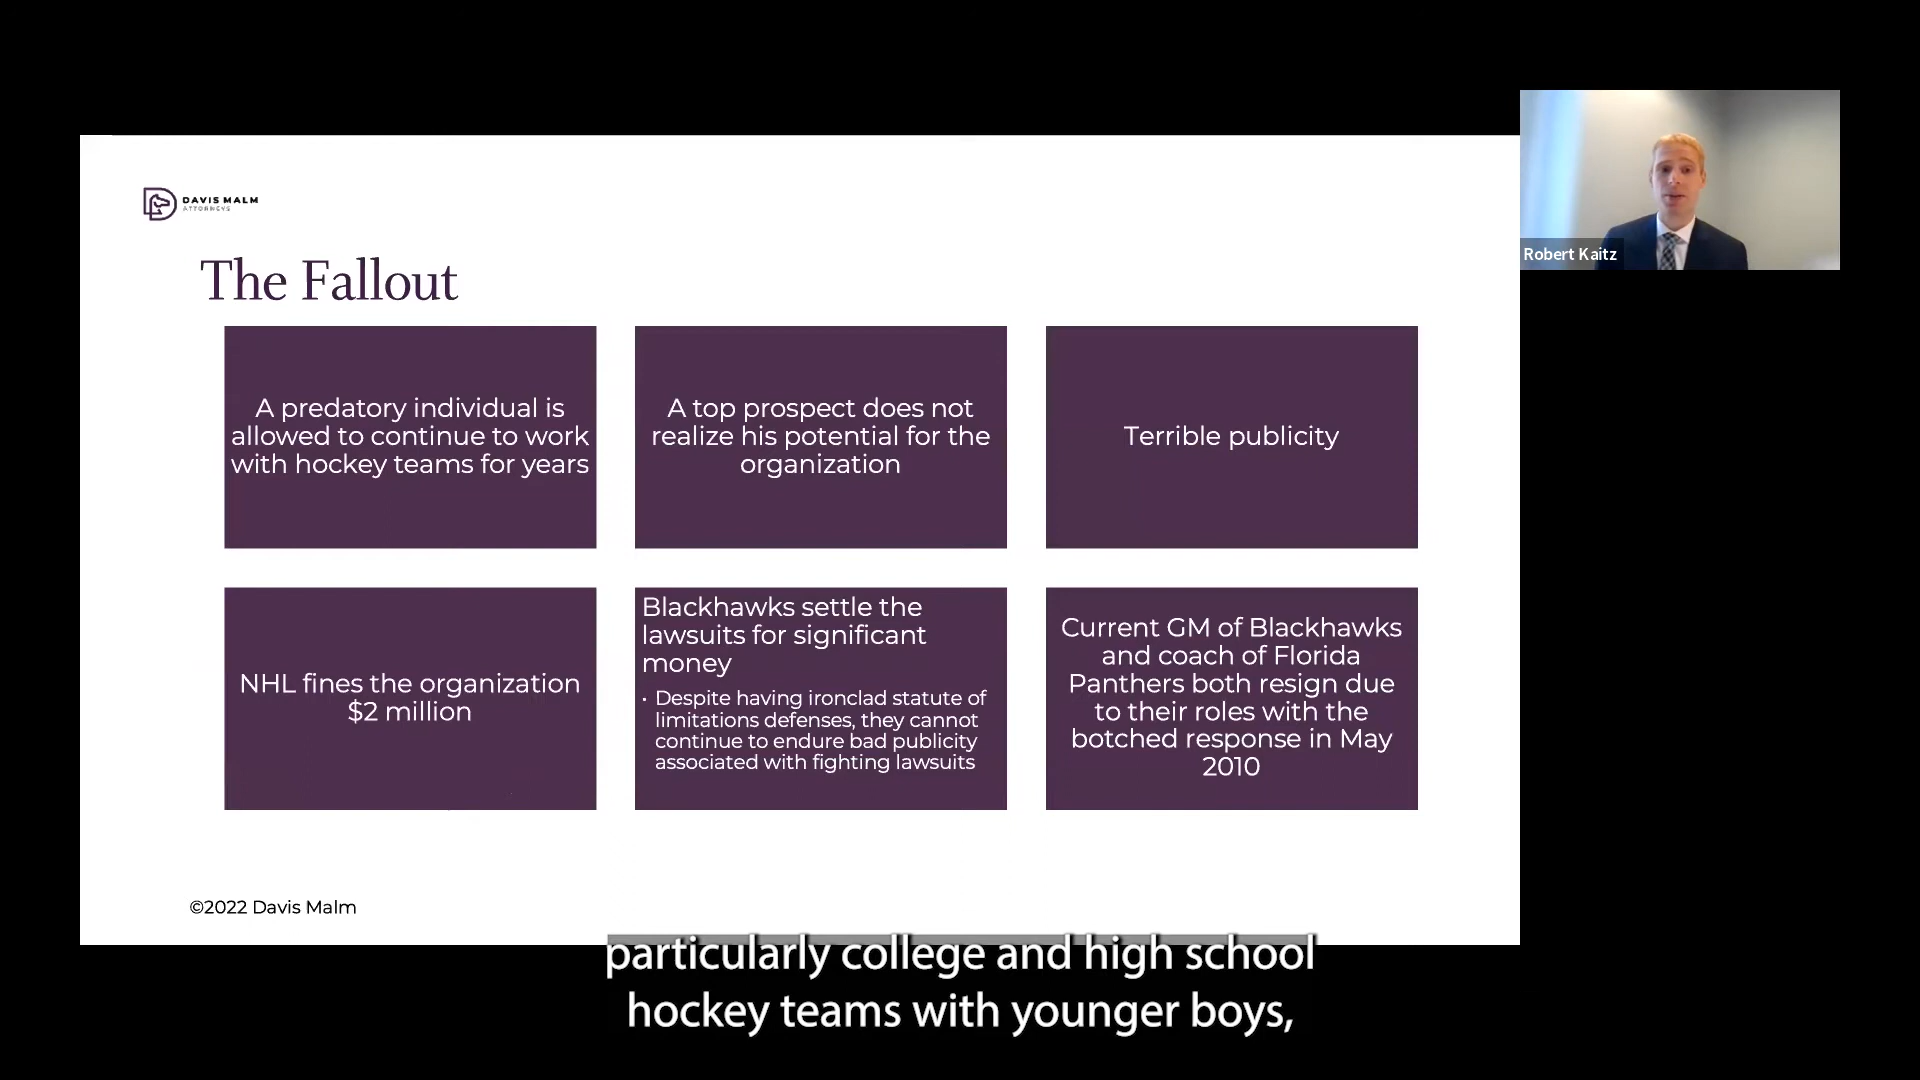 DAVIS MALM
ATTORNEYS
The Fallout
A predatory individual is
allowed to continue to work
with hockey teams for years
A top prospect does not
realize his potential for the
organization
Terrible publicity
NHL fines the organization
$2 million
Blackhawks settle the
lawsuits for significant
money
· Despite having ironclad statute of
limitations defenses, they cannot
continue to endure bad publicity
associated with fighting lawsuits
Current GM of Blackhawks
and coach of Florida
Panthers both resign due
to their roles with the
botched response in May
2010
©2022 Davis Malm
Robert Kaitz
particularly college and high school
hockey teams with younger boys,